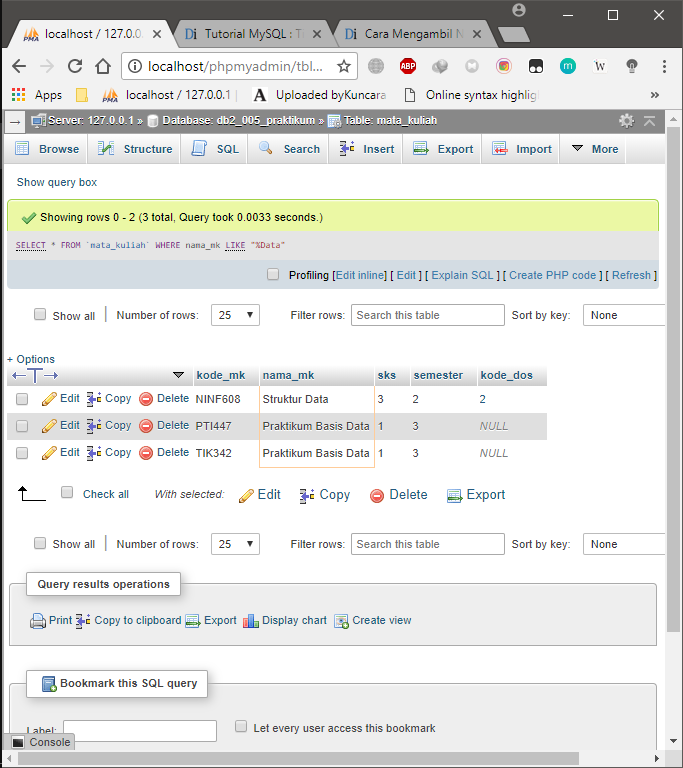 localhost / 127.0.0.
Tutorial MySQL : Ti
Cara Mengambil N
localhost/phpmyadmin/tbl...
Apps
localhost / 127.0.0.1
Uploaded byKuncara
Online syntax highlig
Server: 127.0.0.1 » Database: db2_005_praktikum » Table: mata_kuliah
Browse Structure SQL Search Insert Export Import More
Show query box
Showing rows 0 - 2 (3 total, Query took 0.0033 seconds.)
SELECT * FROM `mata_kuliah` WHERE nama_mk LIKE "%Data"
Profiling [Edit inline] [ Edit ] [ Explain SQL ] [ Create PHP code ] [ Refresh ]
Show all | Number of rows: 25 Filter rows: Search this table Sort by key: None
+ Options
kode_mk nama_mk sks semester kode_dos
Edit Copy Delete NINF608 Struktur Data 3 2 2
Edit Copy Delete PTI447 Praktikum Basis Data 1 3 NULL
Edit Copy Delete TIK342 Praktikum Basis Data 1 3 NULL
Check all With selected: Edit Copy Delete Export
Show all | Number of rows: 25 Filter rows: Search this table Sort by key: None
Query results operations
Print Copy to clipboard Export Display chart Create view
Bookmark this SQL query
Label: Let every user access this bookmark
Console